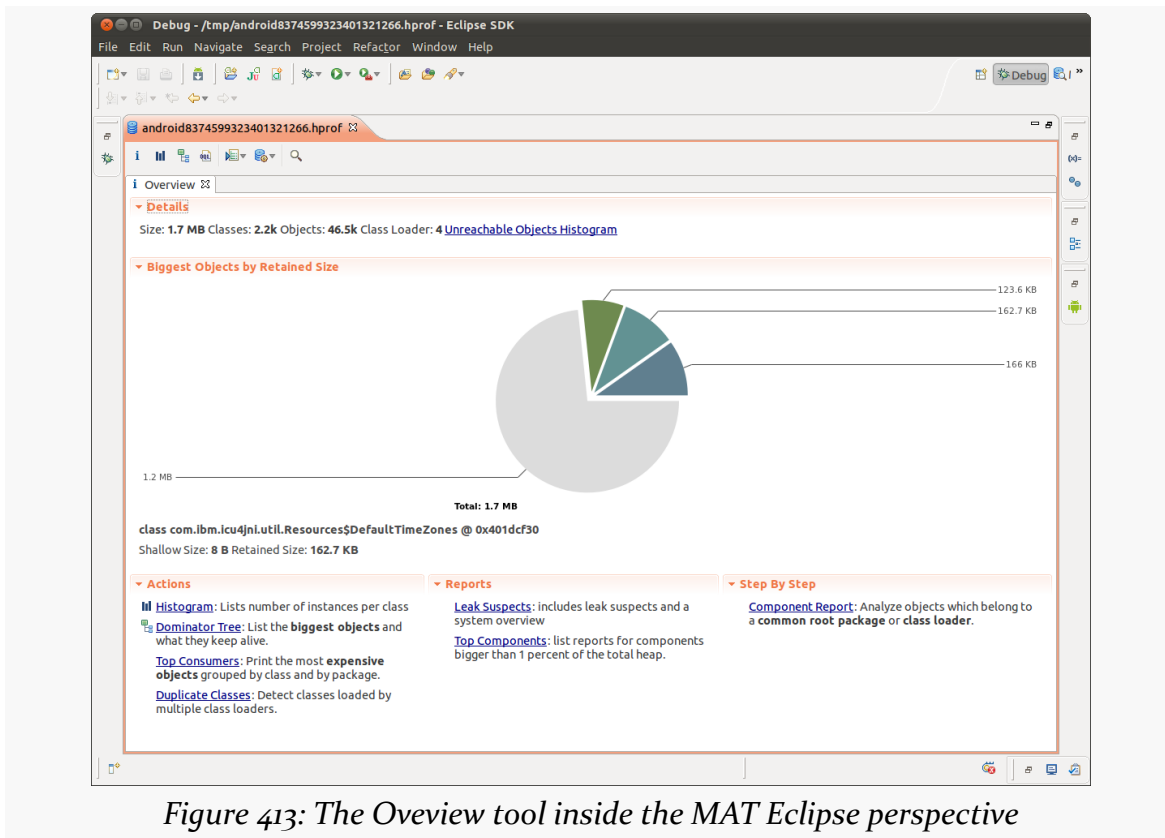 Debug - /tmp/android8374599323401321266.hprof - Eclipse SDK
File Edit Run Navigate Search Project Refactor Window Help
Debug
android8374599323401321266.hprof
Overview
Details
Size: 1.7 MB Classes: 2.2k Objects: 46.5k Class Loader: 4 Unreachable Objects Histogram
Biggest Objects by Retained Size
123.6 KB
162.7 KB
166 KB
1.2 MB
Total: 1.7 MB
class com.ibm.icu4jni.util.Resources$DefaultTimeZones @ 0x401dcf30
Shallow Size: 8 B Retained Size: 162.7 KB
Actions
Histogram: Lists number of instances per class
Dominator Tree: List the biggest objects and
what they keep alive.
Top Consumers: Print the most expensive
objects grouped by class and by package.
Duplicate Classes: Detect classes loaded by
multiple class loaders.
Reports
Leak Suspects: includes leak suspects and a
system overview
Top Components: list reports for components
bigger than 1 percent of the total heap.
Step By Step
Component Report: Analyze objects which belong to
a common root package or class loader.
Figure 413: The Oveview tool inside the MAT Eclipse perspective